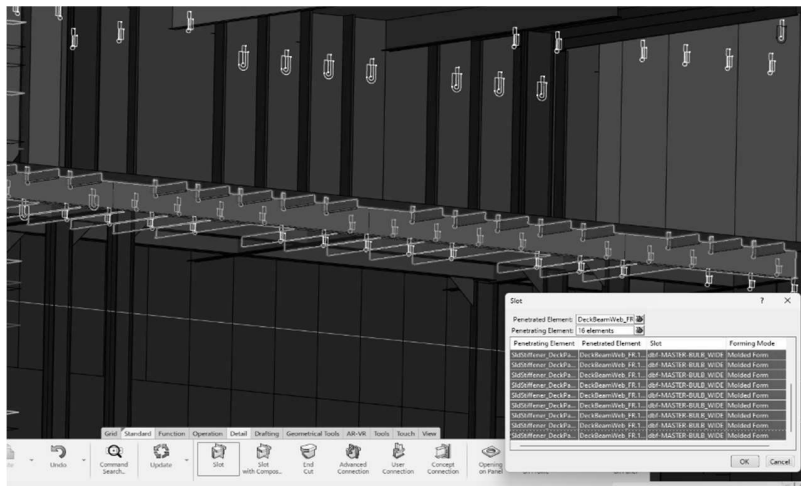 Slot ? ×
Penetrated Element: DeckBeamWeb_FR
Penetrating Element: 16 elements
Penetrating Element Penetrated Element Slot Forming Mode
SldStiffener_DeckPa... DeckBeamWeb_FR.1... dbf-MASTER-BULB_WIDE Molded Form
SldStiffener_DeckPa... DeckBeamWeb_FR.1... dbf-MASTER-BULB_WIDE Molded Form
SldStiffener_DeckPa... DeckBeamWeb_FR.1... dbf-MASTER-BULB_WIDE Molded Form
SldStiffener_DeckPa... DeckBeamWeb_FR.1... dbf-MASTER-BULB_WIDE Molded Form
SldStiffener_DeckPa... DeckBeamWeb_FR.1... dbf-MASTER-BULB_WIDE Molded Form
SldStiffener_DeckPa... DeckBeamWeb_FR.1... dbf-MASTER-BULB_WIDE Molded Form
SldStiffener_DeckPa... DeckBeamWeb_FR.1... dbf-MASTER-BULB_WIDE Molded Form
SldStiffener_DeckPa... DeckBeamWeb_FR.1... dbf-MASTER-BULB_WIDE Molded Form
SldStiffener_DeckPa... DeckBeamWeb_FR.1... dbf-MASTER-BULB_WIDE Molded Form
OK Cancel
Grid Standard Function Operation Detail Drafting Geometrical Tools AR-VR Tools Touch View
Undo Command Search... Update Slot Slot with Compos... End Cut Advanced Connection User Connection Concept Connection Opening on Panel